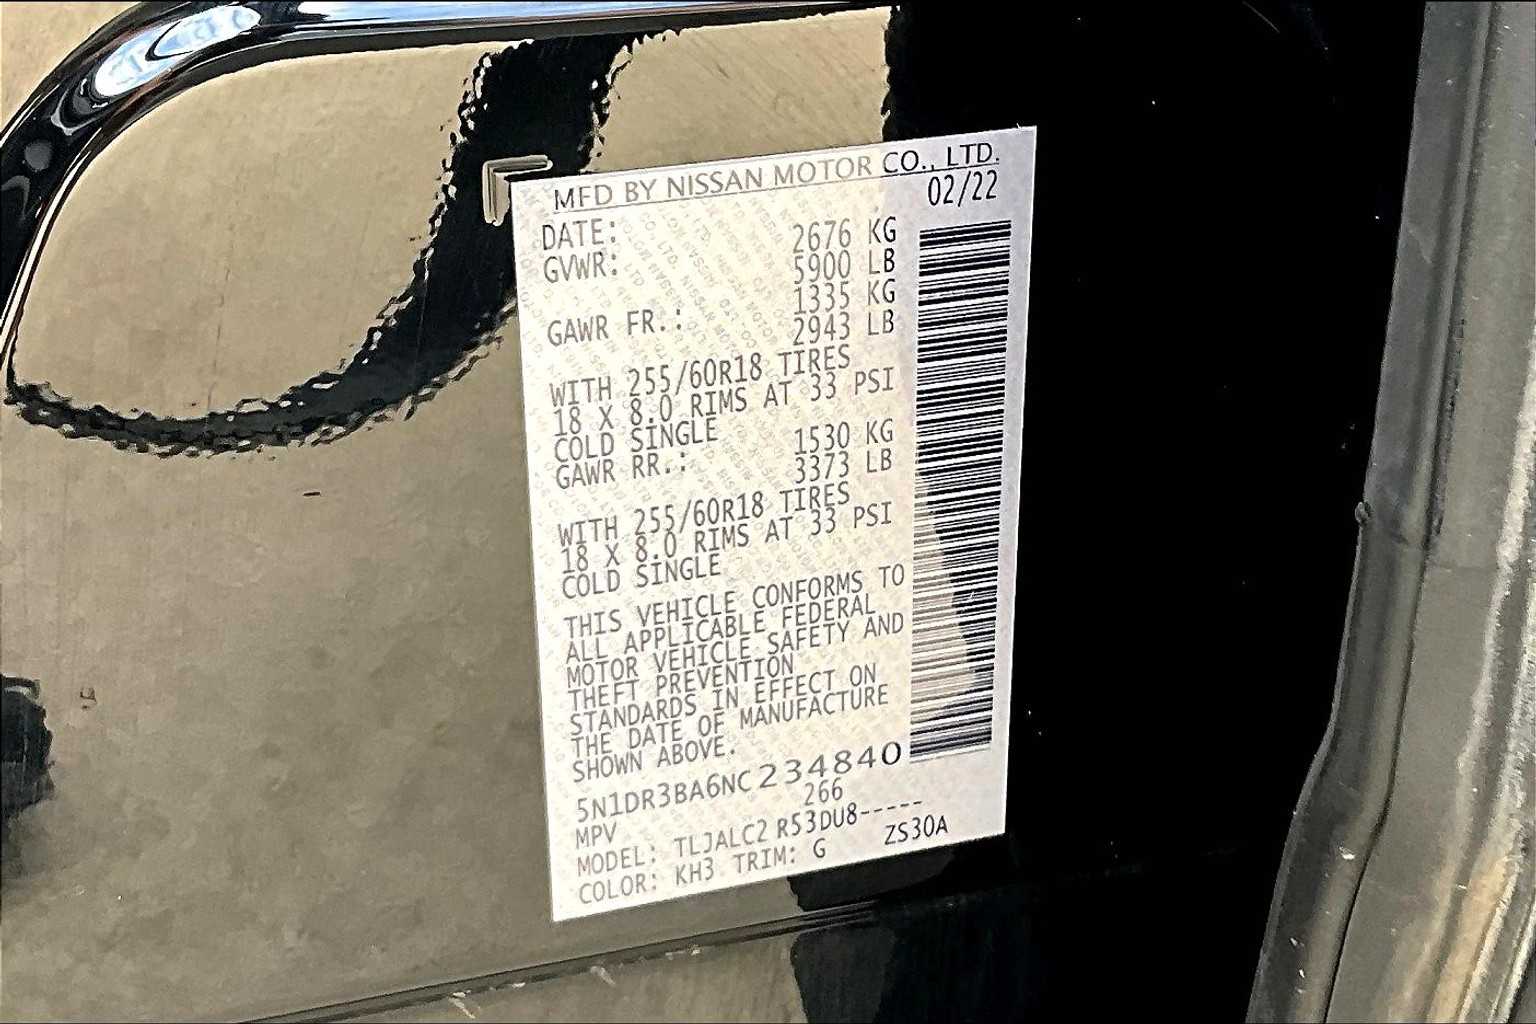 MFD BY NISSAN MOTOR CO., LTD.
DATE: 02/22
GVWR: 2676 KG
5900 LB
GAWR FR.: 1335 KG
2943 LB
WITH 255/60R18 TIRES
18 X 8.0 RIMS AT 33 PSI
COLD SINGLE
GAWR RR.: 1530 KG
3373 LB
WITH 255/60R18 TIRES
18 X 8.0 RIMS AT 33 PSI
COLD SINGLE
THIS VEHICLE CONFORMS TO
ALL APPLICABLE FEDERAL
MOTOR VEHICLE SAFETY AND
THEFT PREVENTION
STANDARDS IN EFFECT ON
THE DATE OF MANUFACTURE
SHOWN ABOVE.
5N1DR3BA6NC234840
MPV 266
MODEL: TLJALC2 R53DU8-----
COLOR: KH3 TRIM: G ZS30A